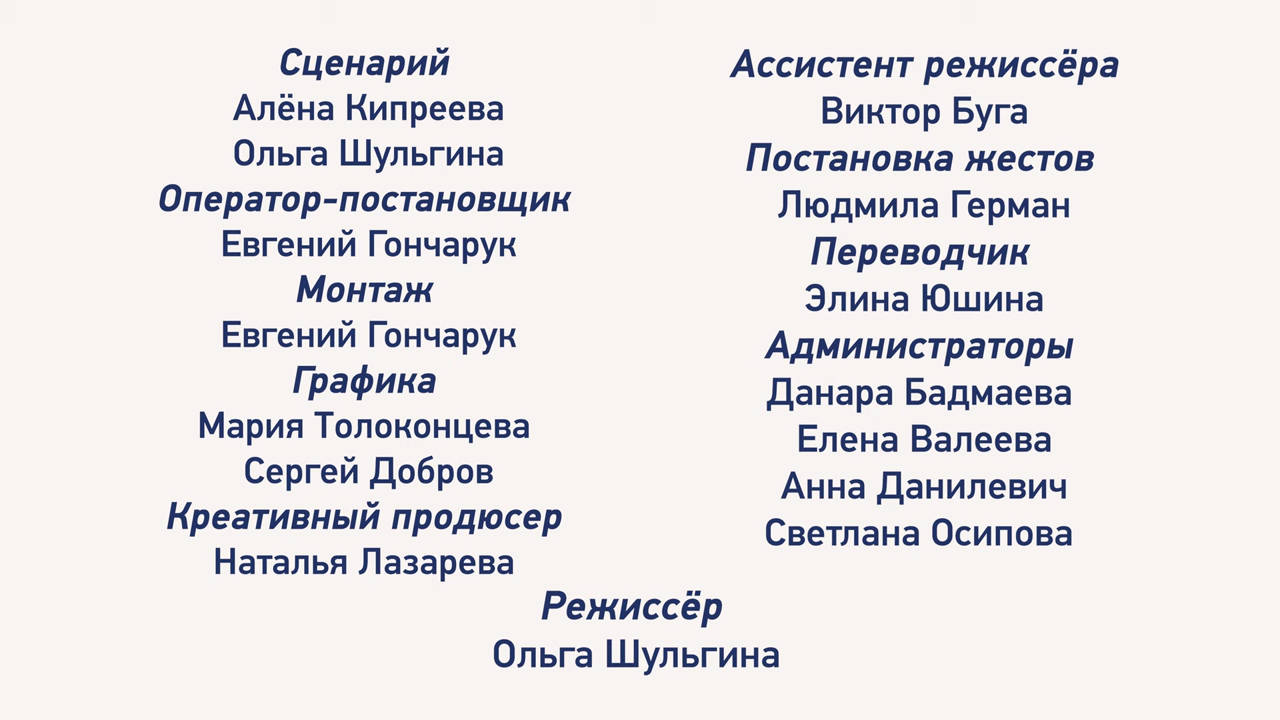 Сценарий
Алёна Кипреева
Ольга Шульгина
Оператор-постановщик
Евгений Гончарук
Монтаж
Евгений Гончарук
Графика
Мария Толоконцева
Сергей Добров
Креативный продюсер
Наталья Лазарева
Ассистент режиссёра
Виктор Буга
Постановка жестов
Людмила Герман
Переводчик
Элина Юшина
Администраторы
Данара Бадмаева
Елена Валеева
Анна Данилевич
Светлана Осипова
Режиссёр
Ольга Шульгина